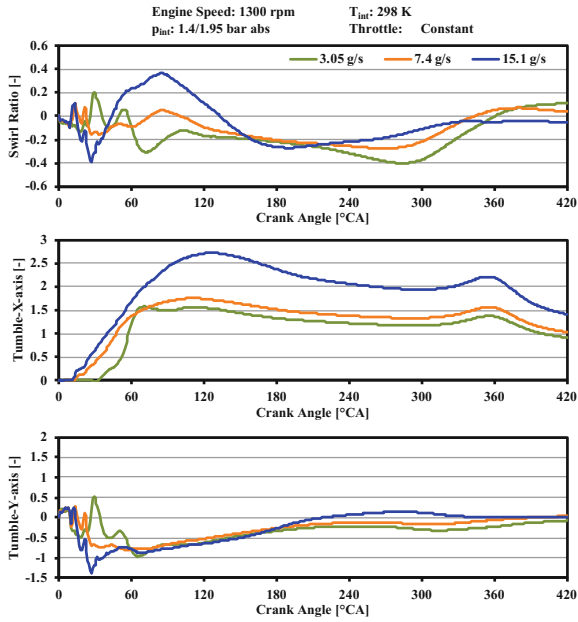 Engine Speed: 1300 rpm T_int: 298 K
p_int: 1.4/1.95 bar abs Throttle: Constant
3.05 g/s 7.4 g/s 15.1 g/s
Swirl Ratio [-]
0.6
0.4
0.2
0
-0.2
-0.4
-0.6
0 60 120 180 240 300 360 420
Crank Angle [°CA]
Tumble-X-axis [-]
3
2.5
2
1.5
1
0.5
0
0 60 120 180 240 300 360 420
Crank Angle [°CA]
Tumble-Y-axis [-]
2
1.5
1
0.5
0
-0.5
-1
-1.5
0 60 120 180 240 300 360 420
Crank Angle [°CA]